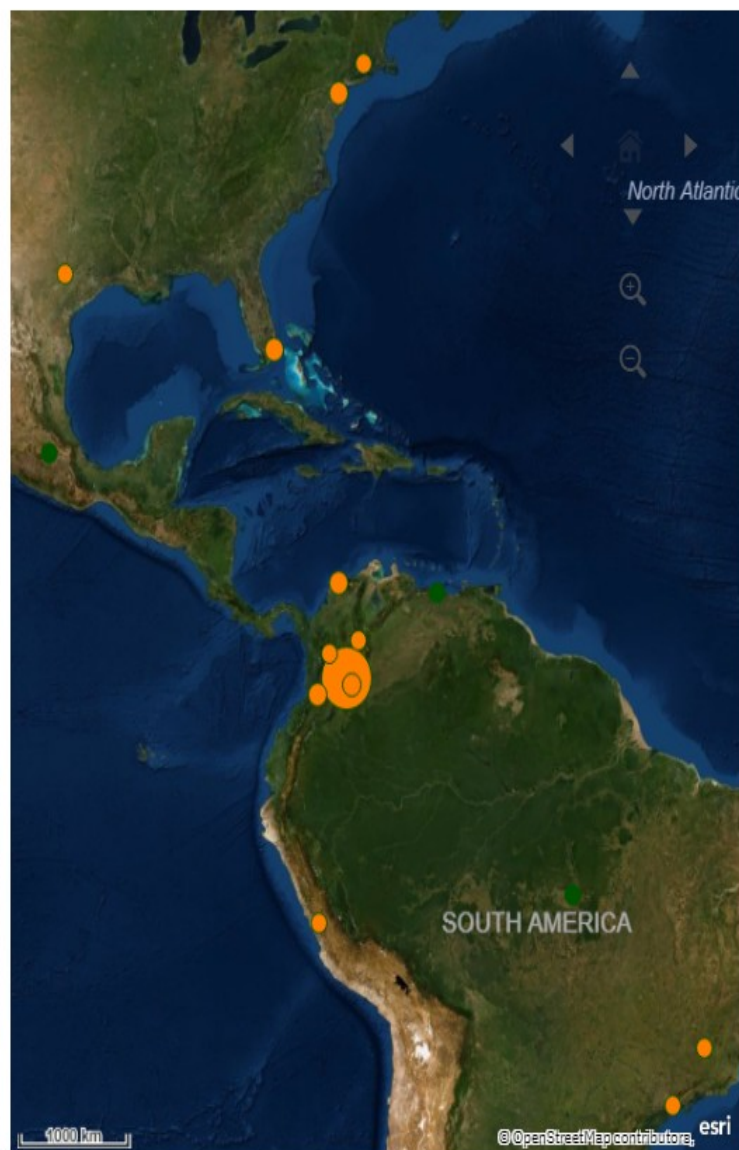 North Atlantic
SOUTH AMERICA
1000 km
© OpenStreetMap contributors,
esri